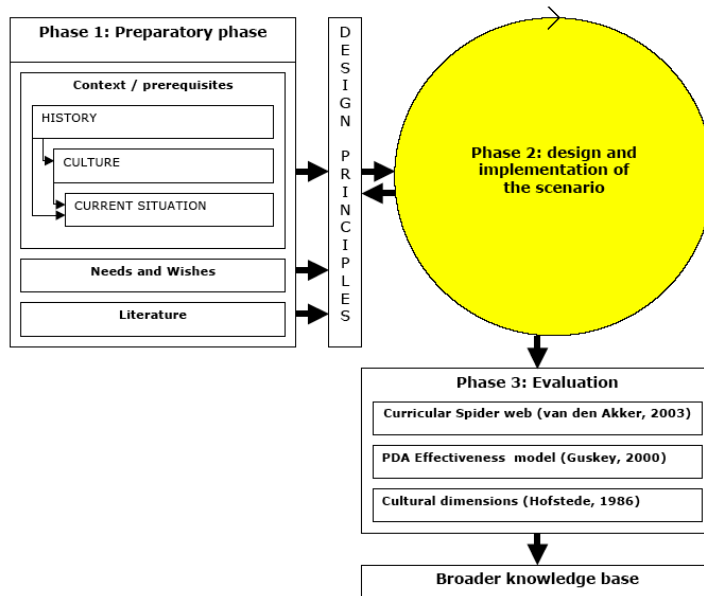 Phase 1: Preparatory phase
Context / prerequisites
HISTORY
CULTURE
CURRENT SITUATION
Needs and Wishes
Literature
DESIGN PRINCIPLES
Phase 2: design and
implementation of
the scenario
Phase 3: Evaluation
Curricular Spider web (van den Akker, 2003)
PDA Effectiveness model (Guskey, 2000)
Cultural dimensions (Hofstede, 1986)
Broader knowledge base